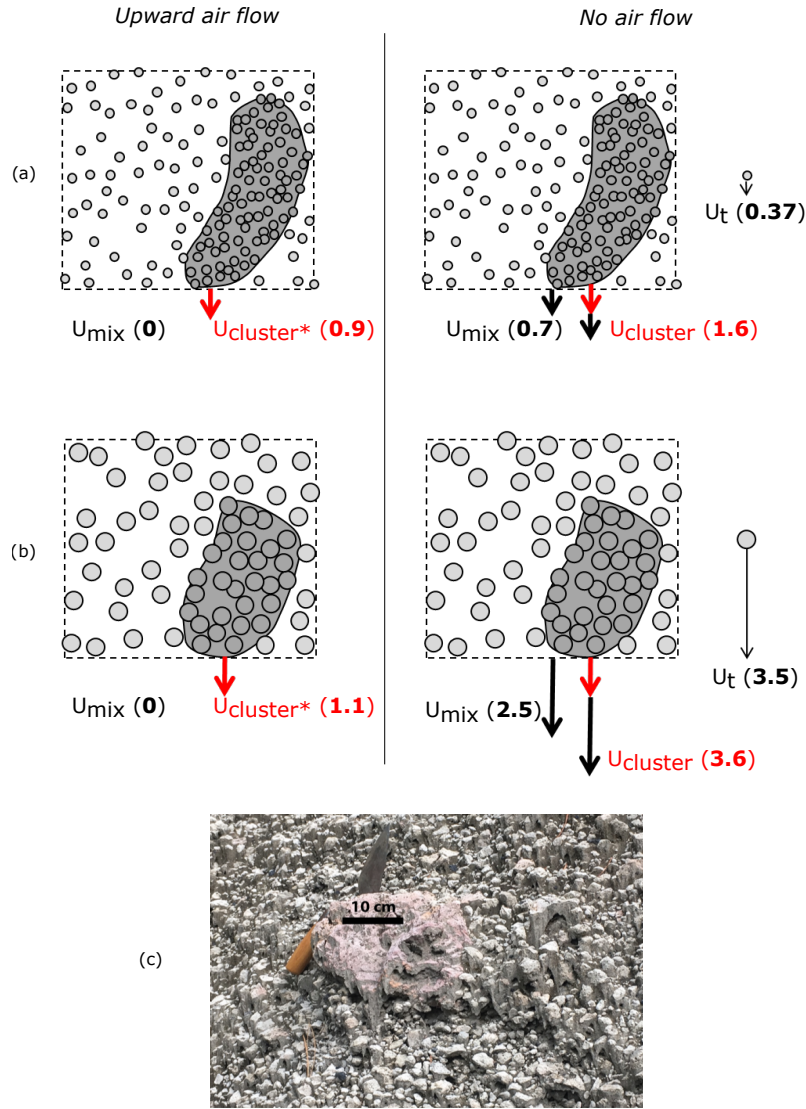 Upward air flow
No air flow
(a)
Umix (0)
Ucluster* (0.9)
Umix (0.7)
Ucluster (1.6)
Ut (0.37)
(b)
Umix (0)
Ucluster* (1.1)
Umix (2.5)
Ucluster (3.6)
Ut (3.5)
(c)
10 cm